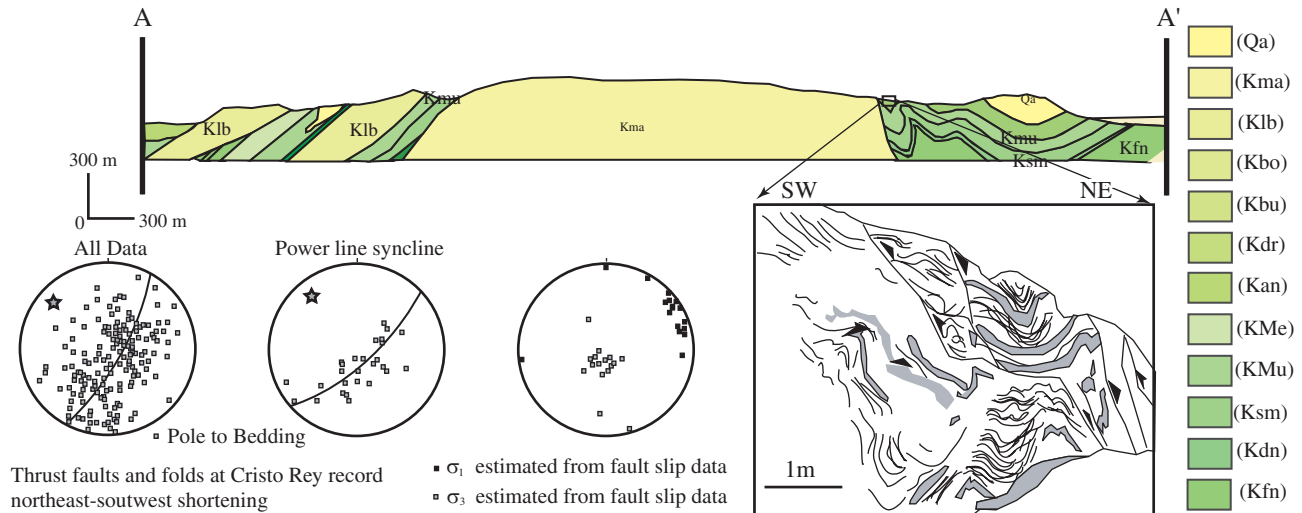 A
A'
Klb
Klb
Kmu
Kma
Qa
Kmu
Ksm
Kfn
300 m
0
300 m
SW
NE
All Data
Power line syncline
Pole to Bedding
σ1 estimated from fault slip data
σ3 estimated from fault slip data
Thrust faults and folds at Cristo Rey record
northeast-soutwest shortening
1m
(Qa)
(Kma)
(Klb)
(Kbo)
(Kbu)
(Kdr)
(Kan)
(KMe)
(KMu)
(Ksm)
(Kdn)
(Kfn)